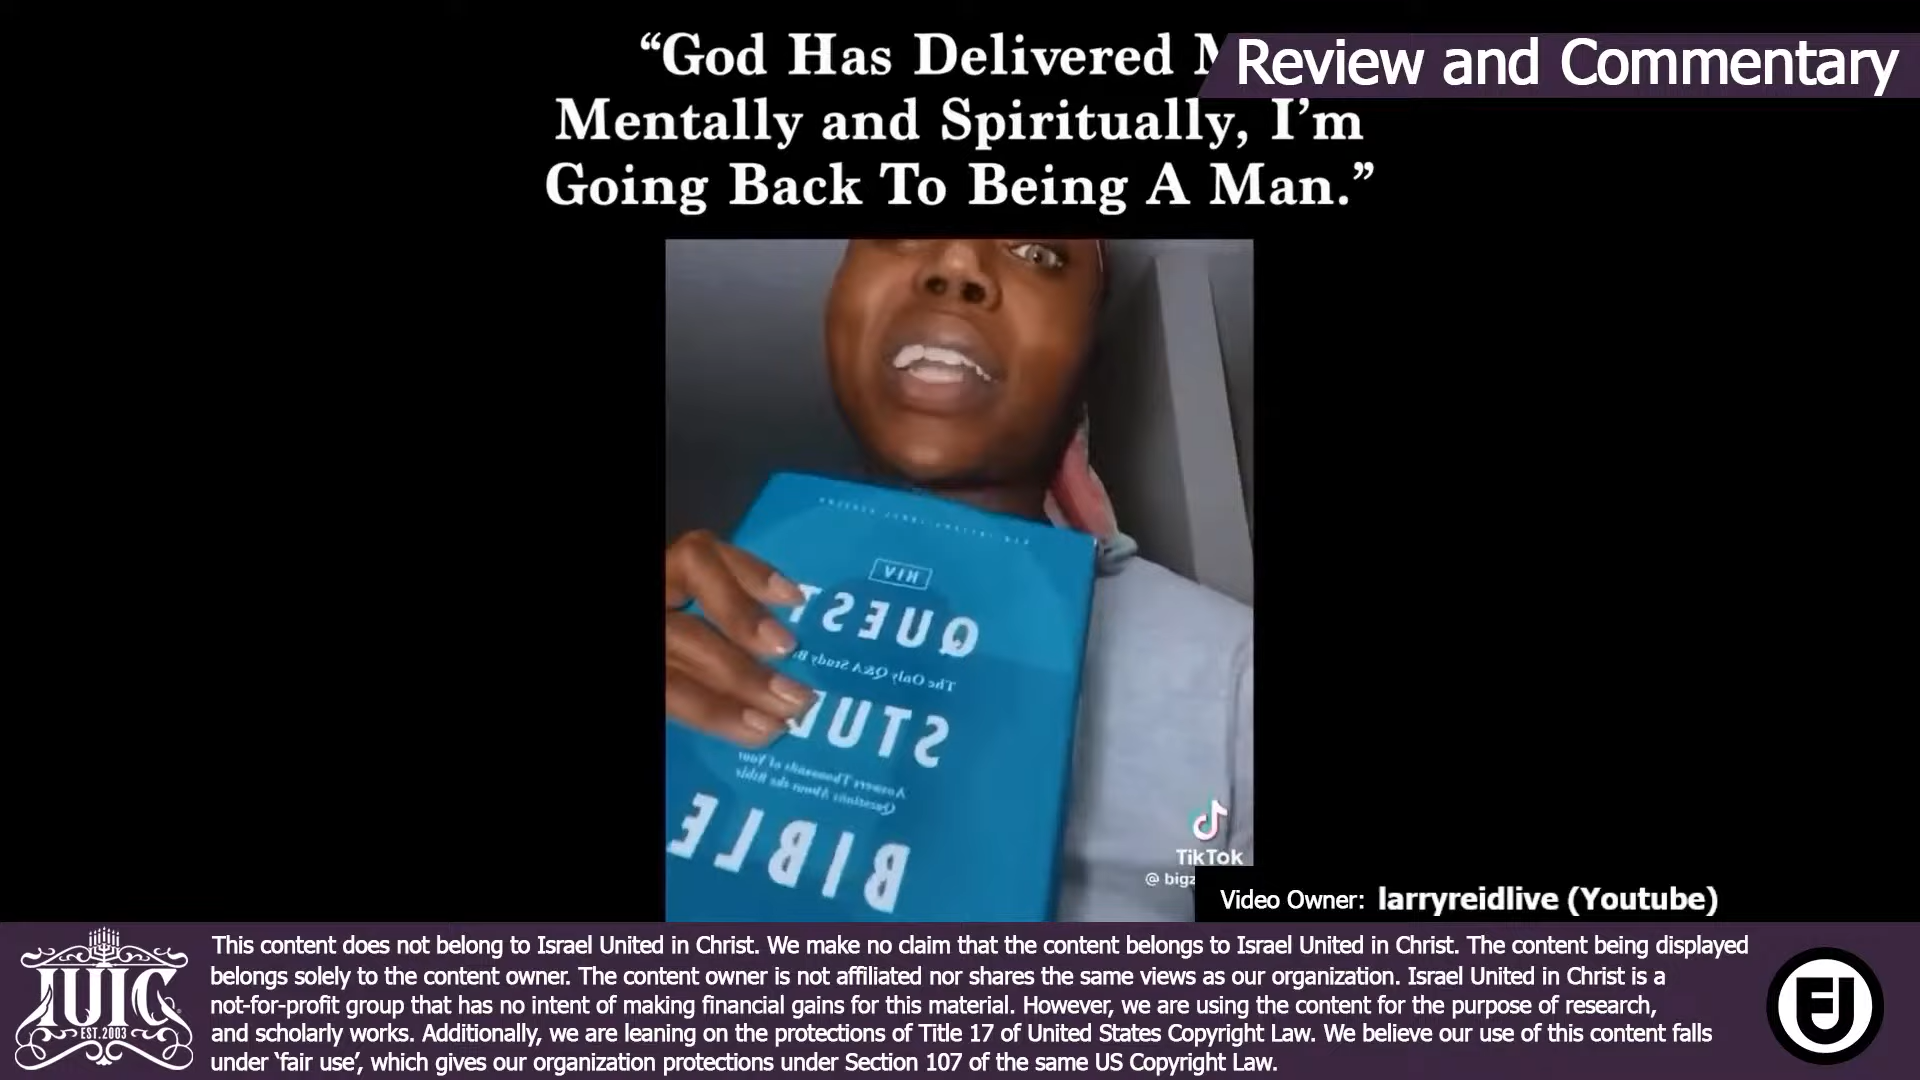 “God Has Delivered
Review and Commentary
Mentally and Spiritually, I’m
Going Back To Being A Man.”
NIV
QUEST
The Only Q&A Study
STUD
Answers Thousands of Your
Questions About the Bible
BIBLE
TikTok
@ bigz
Video Owner: larryreidlive (Youtube)
This content does not belong to Israel United in Christ. We make no claim that the content belongs to Israel United in Christ. The content being displayed
belongs solely to the content owner. The content owner is not affiliated nor shares the same views as our organization. Israel United in Christ is a
not-for-profit group that has no intent of making financial gains for this material. However, we are using the content for the purpose of research,
and scholarly works. Additionally, we are leaning on the protections of Title 17 of United States Copyright Law. We believe our use of this content falls
under ‘fair use’, which gives our organization protections under Section 107 of the same US Copyright Law.
IUIC
EST. 2003